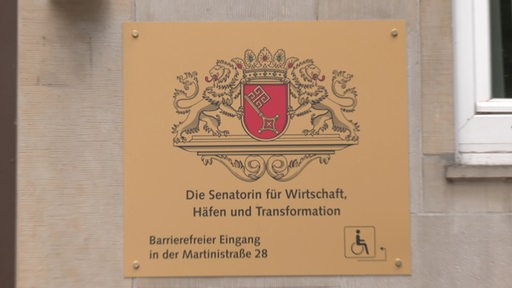 Die Senatorin für Wirtschaft,
Häfen und Transformation
Barrierefreier Eingang
in der Martinistraße 28